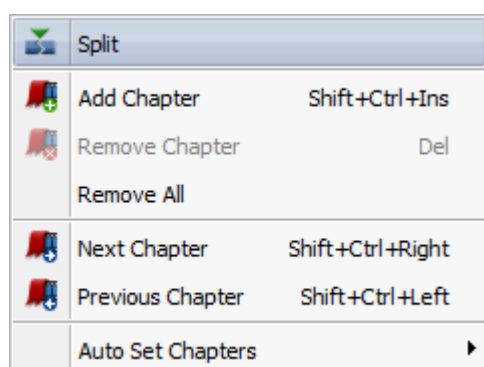 Split
Add Chapter Shift+Ctrl+Ins
Remove Chapter Del
Remove All
Next Chapter Shift+Ctrl+Right
Previous Chapter Shift+Ctrl+Left
Auto Set Chapters